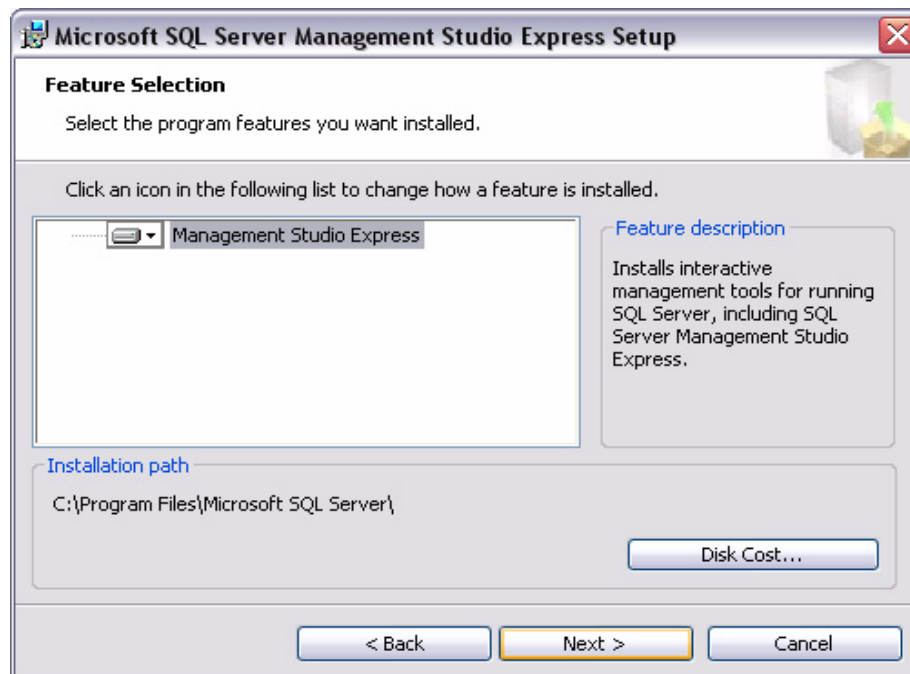 Microsoft SQL Server Management Studio Express Setup
Feature Selection
Select the program features you want installed.
Click an icon in the following list to change how a feature is installed.
Management Studio Express
Feature description
Installs interactive
management tools for running
SQL Server, including SQL
Server Management Studio
Express.
Installation path
C:\Program Files\Microsoft SQL Server\
Disk Cost...
< Back
Next >
Cancel